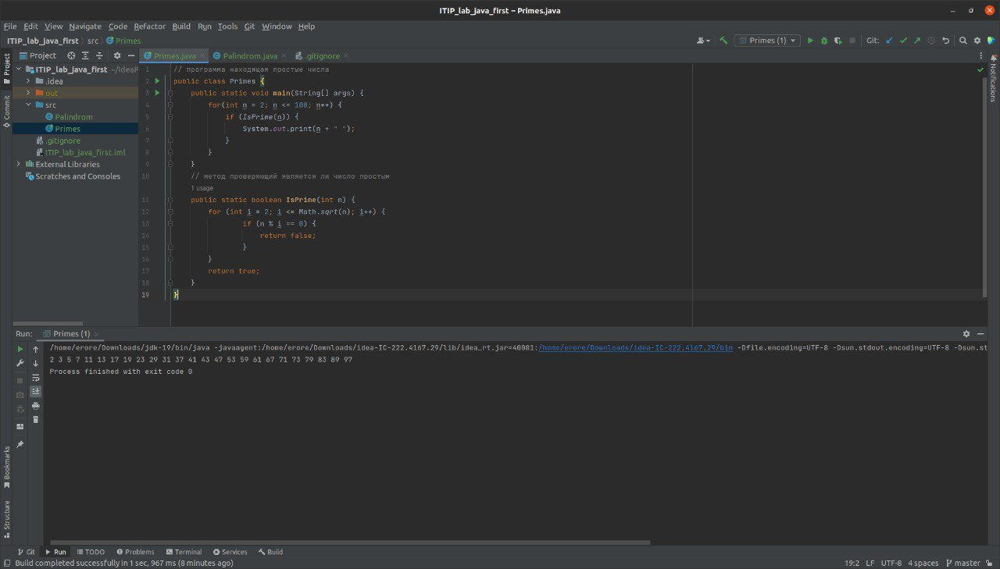 ITIP_lab_java_first – Primes.java
File Edit View Navigate Code Refactor Build Run Tools Git Window Help
ITIP_lab_java_first src Primes
Primes (1) Git:
Project Primes.java Palindrom.java .gitignore
Project
Commit
Bookmarks
Structure
Notifications
ITIP_lab_java_first ~/IdeaP
.idea
out
src
Palindrom
Primes
.gitignore
ITIP_lab_java_first.iml
External Libraries
Scratches and Consoles
1 // программа находящая простые числа
2 public class Primes {
3 public static void main(String[] args) {
4 for(int n = 2; n <= 100; n++) {
5 if (IsPrime(n)) {
6 System.out.print(n + " ");
7 }
8 }
9 }
10 // метод проверяющий является ли число простым
1 usage
11 public static boolean IsPrime(int n) {
12 for (int i = 2; i <= Math.sqrt(n); i++) {
13 if (n % i == 0) {
14 return false;
15 }
16 }
17 return true;
18 }
19 }
Run: Primes (1)
/home/erore/Downloads/jdk-19/bin/java -javaagent:/home/erore/Downloads/idea-IC-222.4167.29/lib/idea_rt.jar=40081:/home/erore/Downloads/idea-IC-222.4167.29/bin -Dfile.encoding=UTF-8 -Dsun.stdout.encoding=UTF-8 -Dsun.st
2 3 5 7 11 13 17 19 23 29 31 37 41 43 47 53 59 61 67 71 73 79 83 89 97
Process finished with exit code 0
Git Run TODO Problems Terminal Services Build
Build completed successfully in 1 sec, 967 ms (8 minutes ago) 19:2 LF UTF-8 4 spaces master